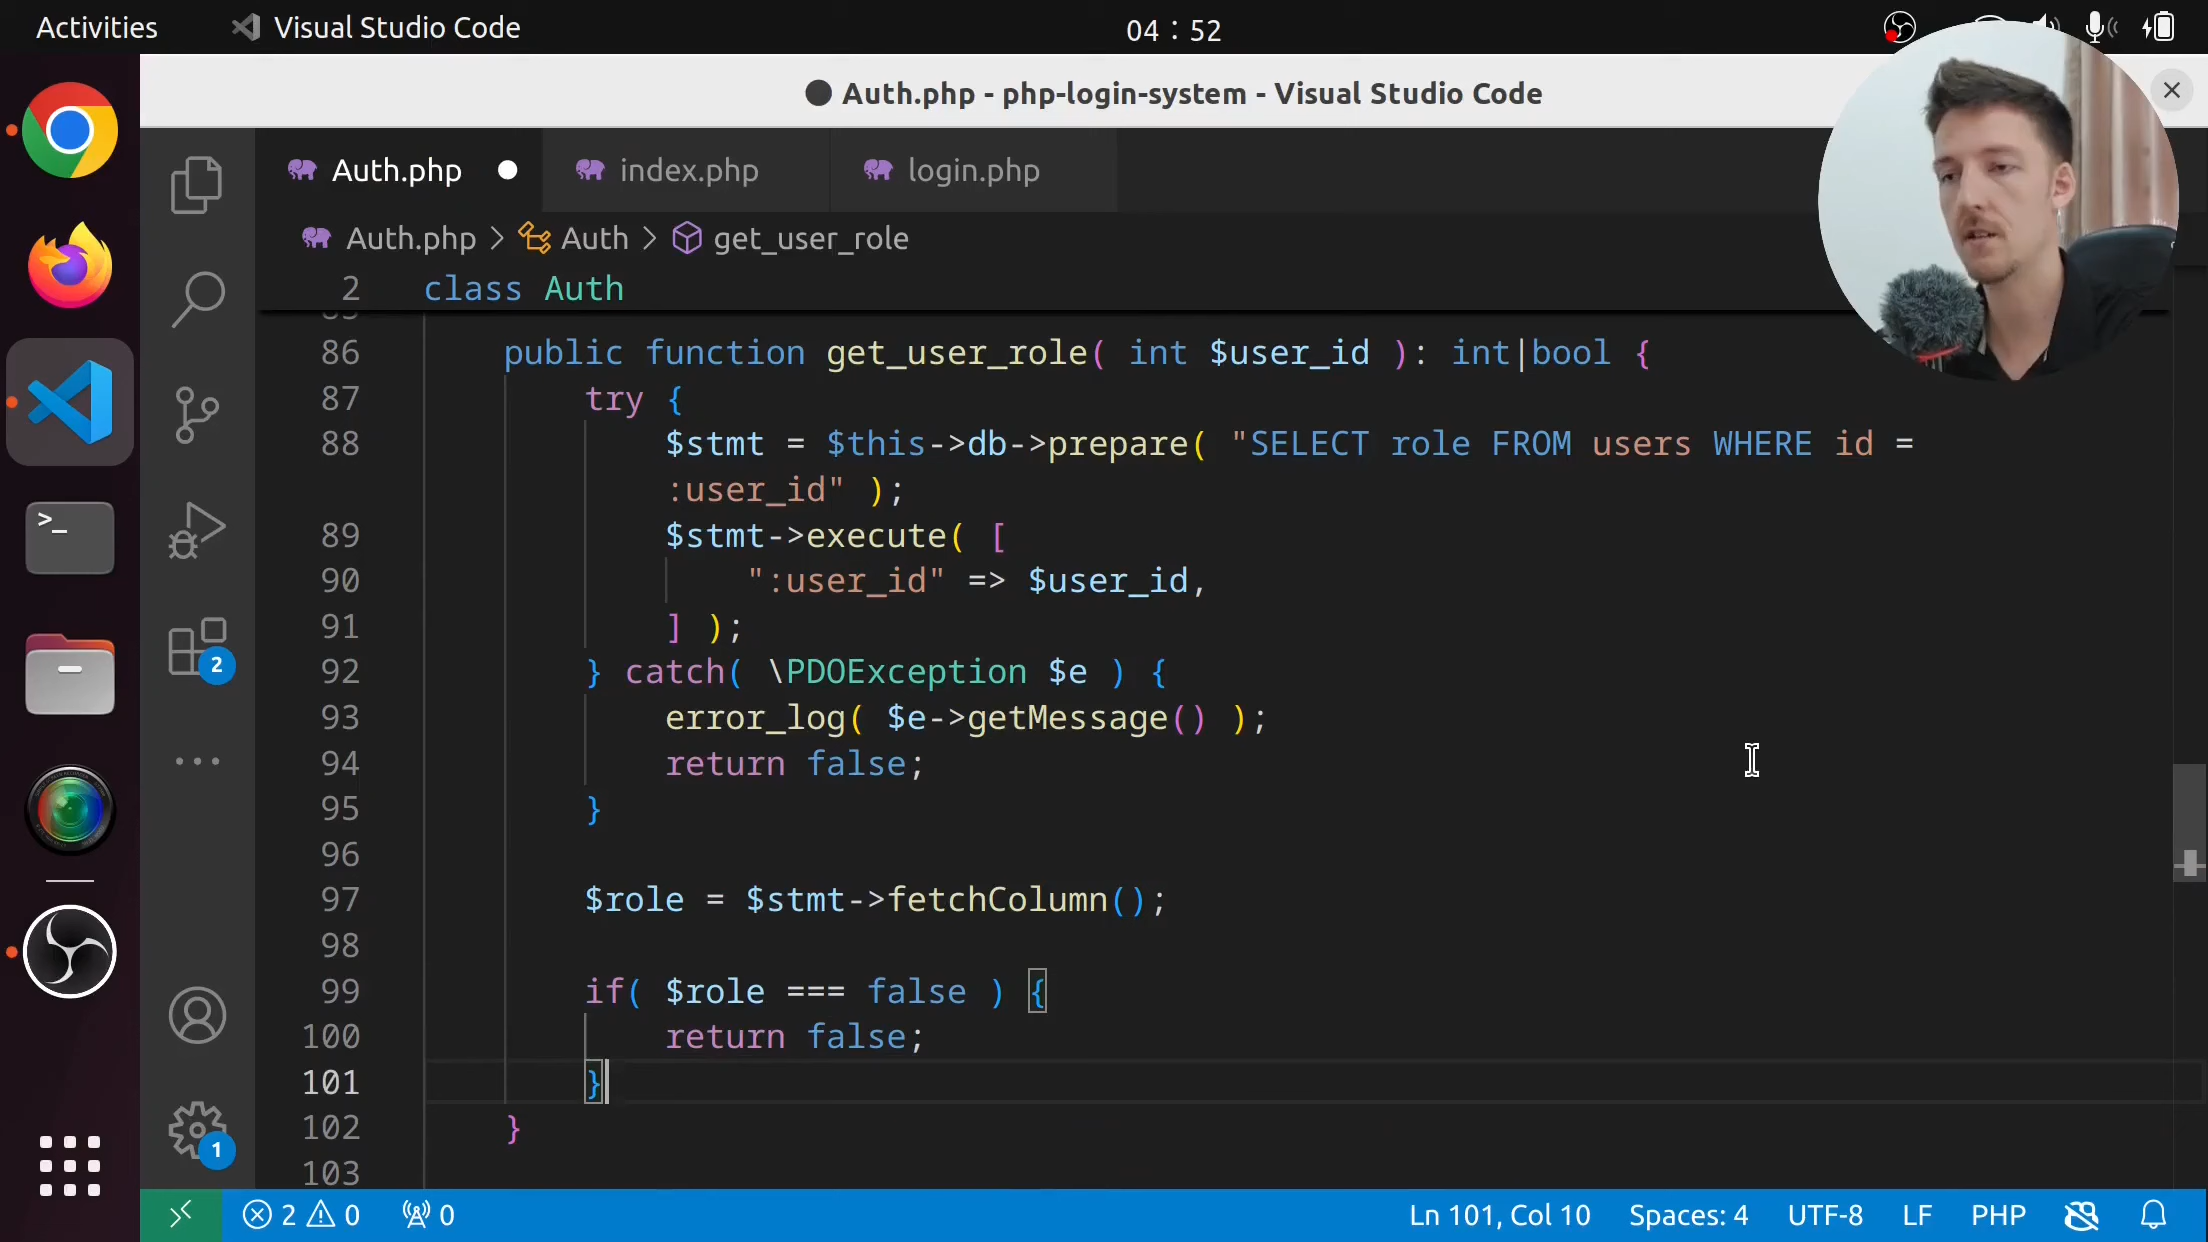 Activities
Visual Studio Code
04 : 52
Auth.php - php-login-system - Visual Studio Code
Auth.php
index.php
login.php
Auth.php > Auth > get_user_role
2 class Auth
86 public function get_user_role( int $user_id ): int|bool {
87 try {
88 $stmt = $this->db->prepare( "SELECT role FROM users WHERE id =
:user_id" );
89 $stmt->execute( [
90 ":user_id" => $user_id,
91 ] );
92 } catch( \PDOException $e ) {
93 error_log( $e->getMessage() );
94 return false;
95 }
96
97 $role = $stmt->fetchColumn();
98
99 if( $role === false ) {
100 return false;
101 }
102 }
103
2
1
2 0
0
Ln 101, Col 10
Spaces: 4
UTF-8
LF
PHP